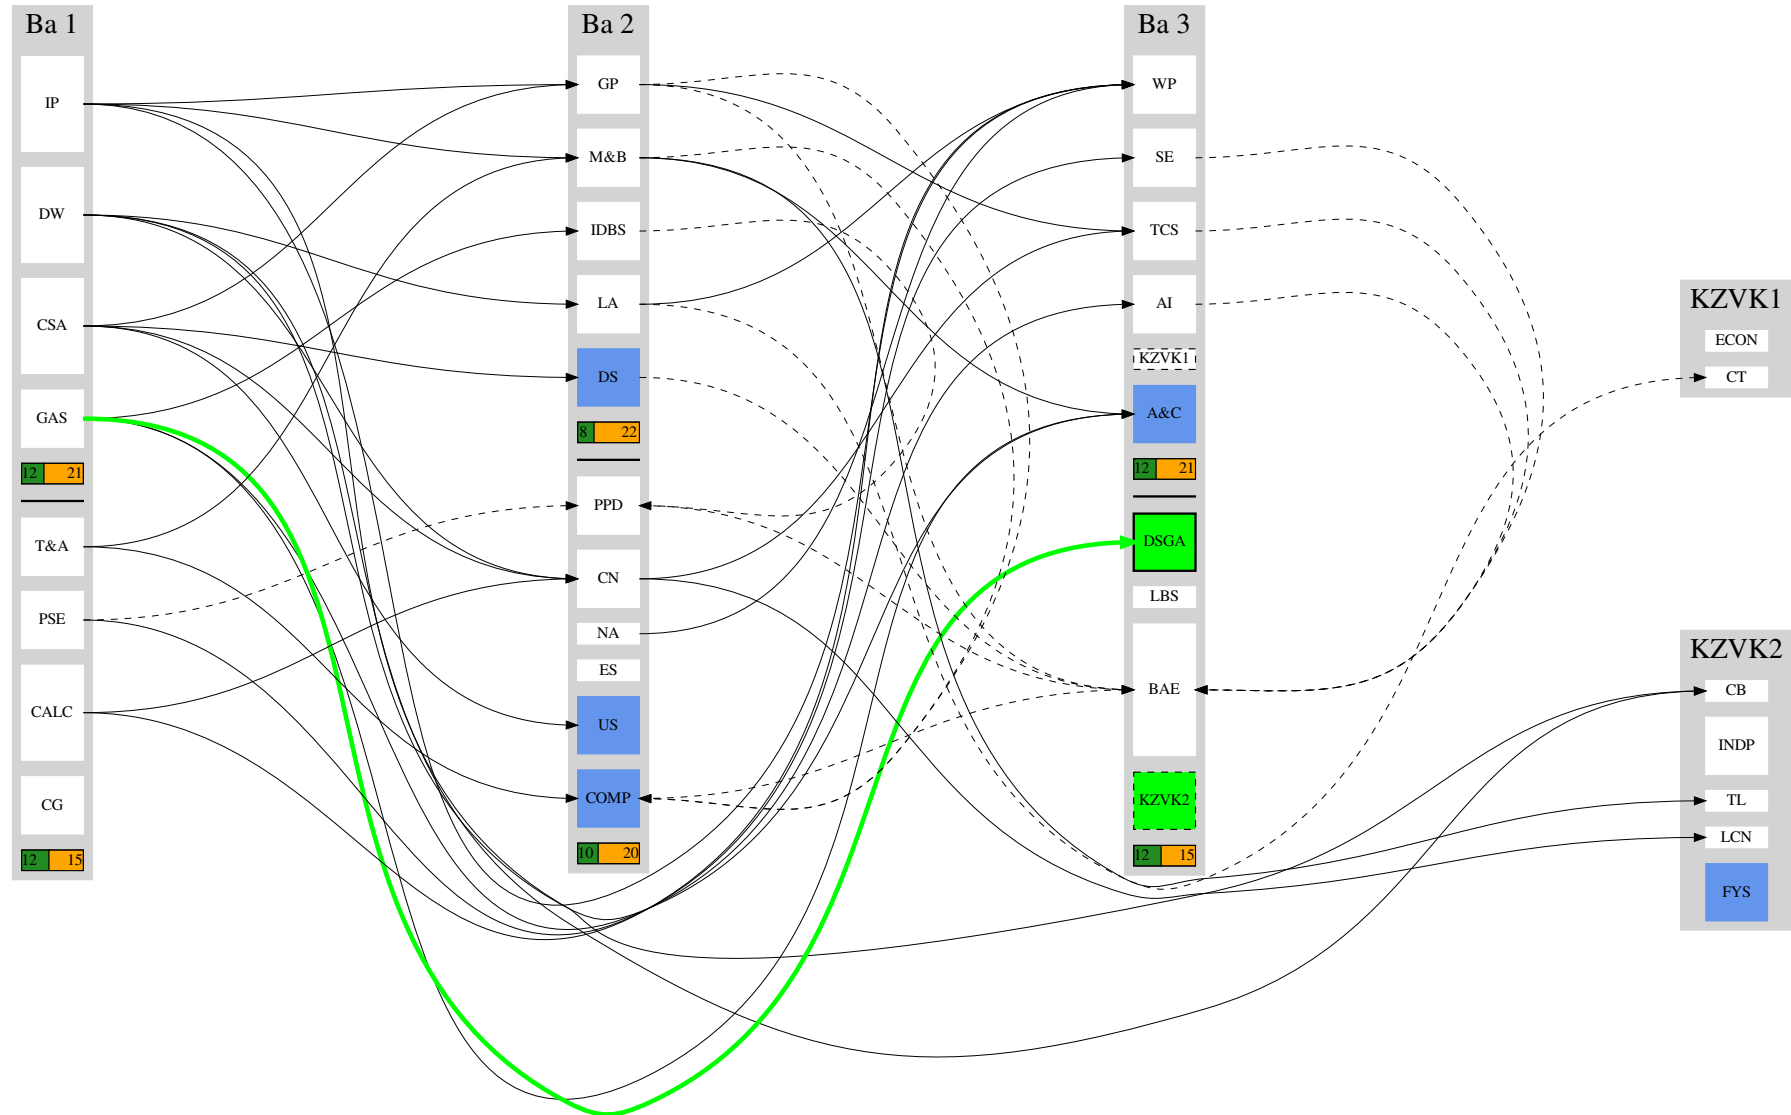 Ba 1
IP
DW
CSA
GAS
12 21
T&A
PSE
CALC
CG
12 15
Ba 2
GP
M&B
IDBS
LA
DS
8 22
PPD
CN
NA
ES
US
COMP
10 20
Ba 3
WP
SE
TCS
AI
KZVK1
A&C
12 21
DSGA
LBS
BAE
KZVK2
12 15
KZVK1
ECON
CT
KZVK2
CB
INDP
TL
LCN
FYS